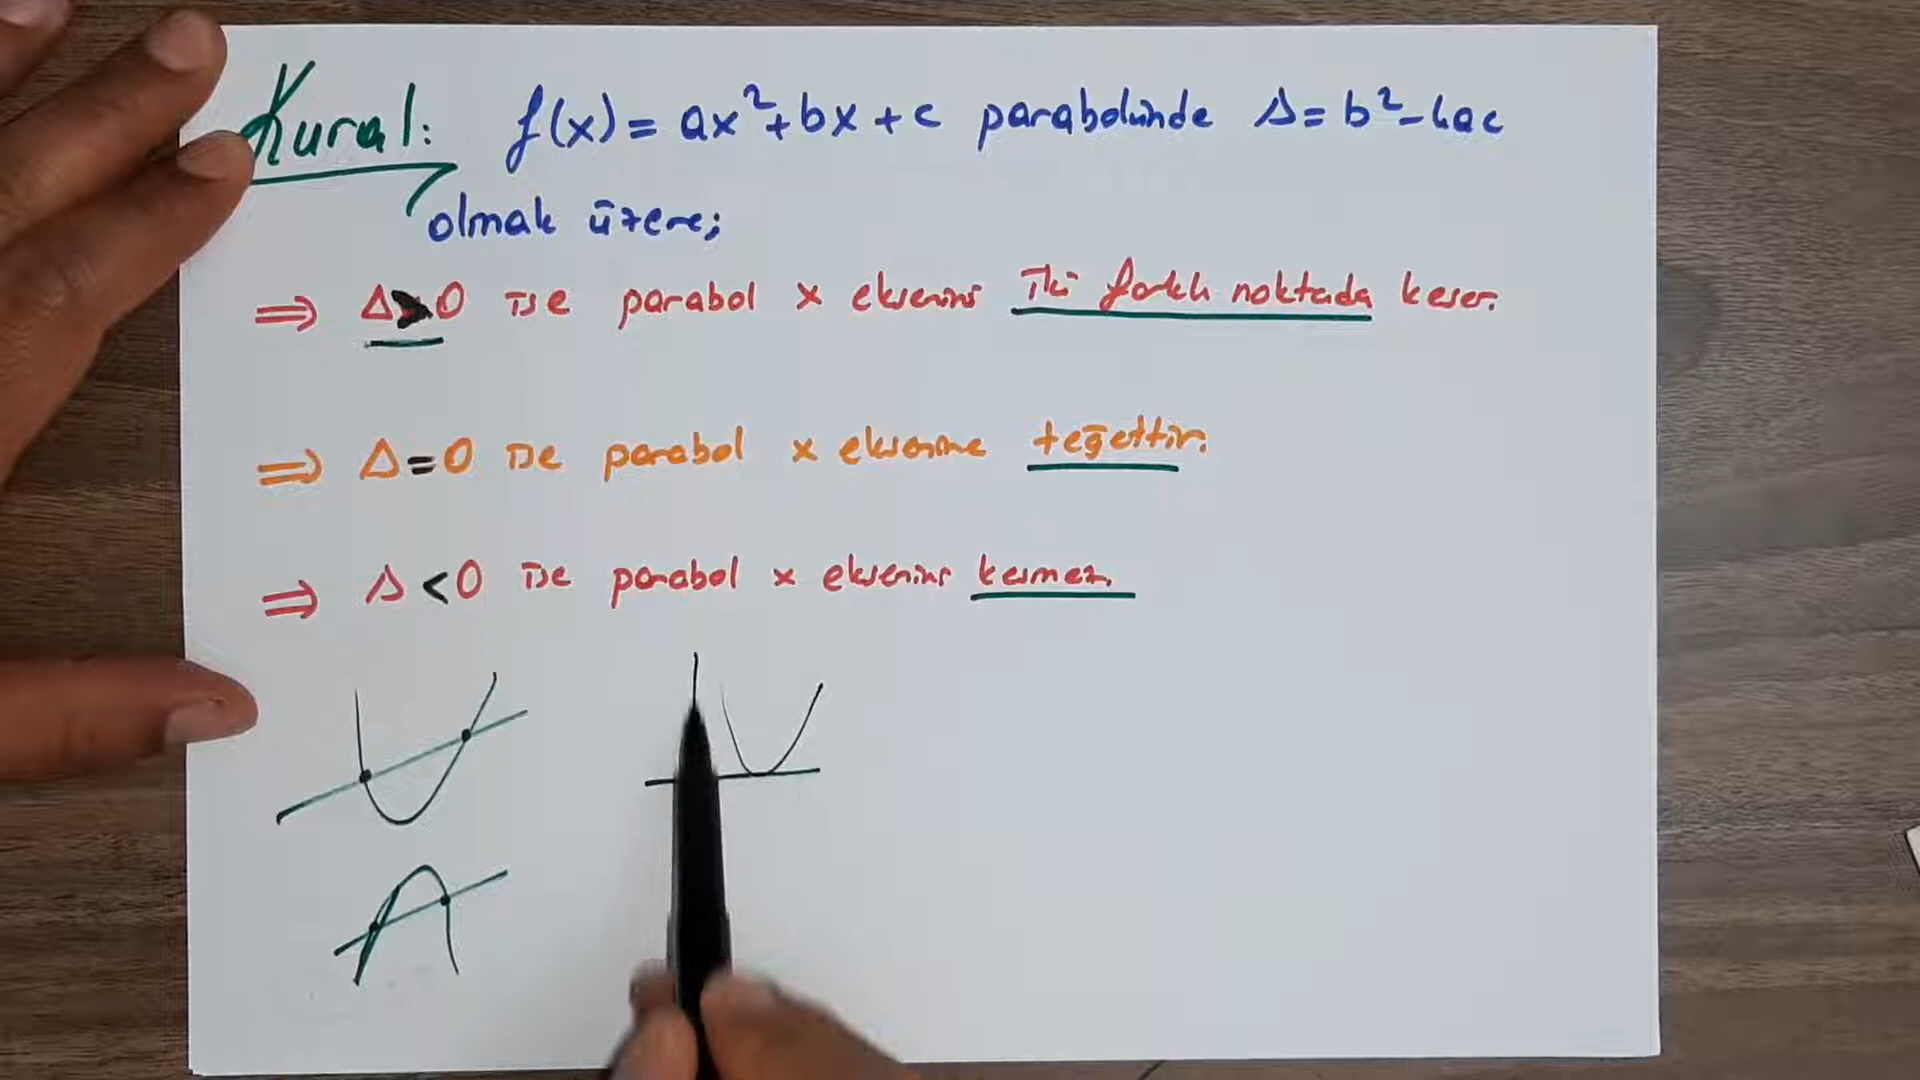 Kural: f(x) = ax²+bx+c parabolünde Δ = b²-4ac
olmak üzere;
⇒ Δ>0 ise parabol x eksenini iki farklı noktada keser.
⇒ Δ=0 ise parabol x eksenine teğettir.
⇒ Δ<0 ise parabol x eksenini kesmez.